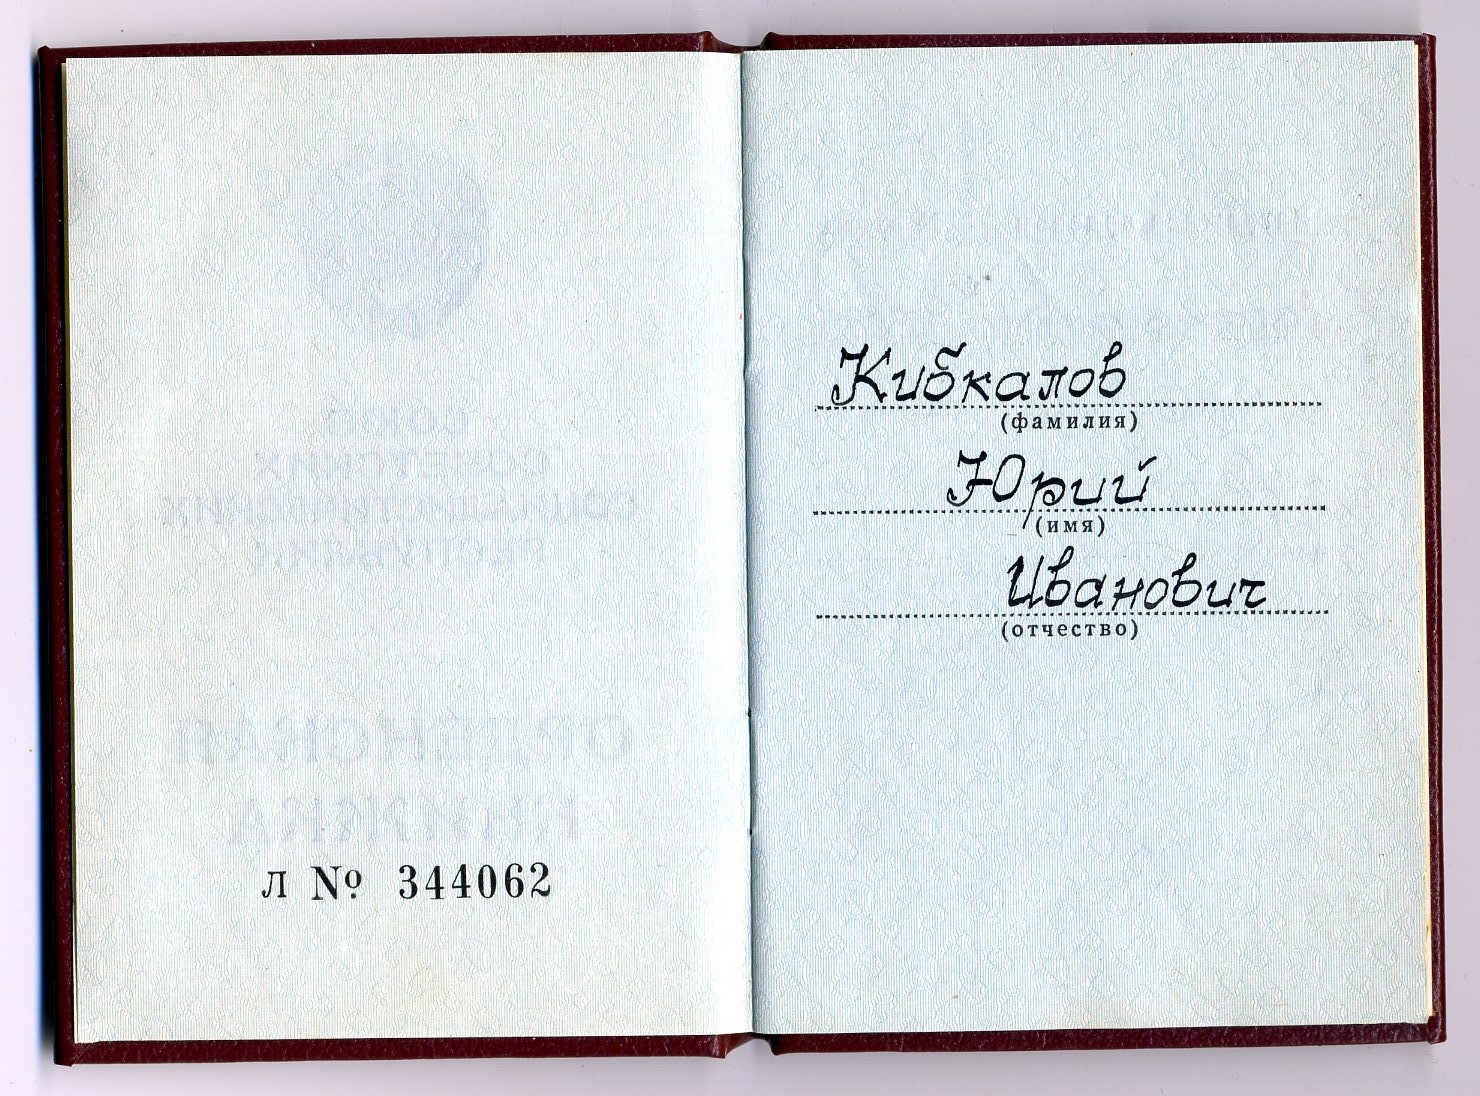 Л № 344062
Кибкалов
(фамилия)
Юрий
(имя)
Иванович
(отчество)